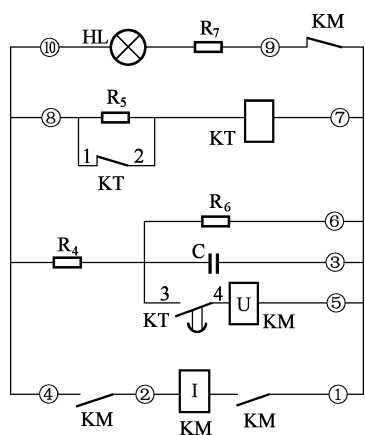 ⑩ HL R₇ ⑨ KM
⑧ R₅ KT ⑦
1 2
KT
R₆ ⑥
R₄ C ③
3 4 U ⑤
KT KM
④ KM ② I KM ①
KM